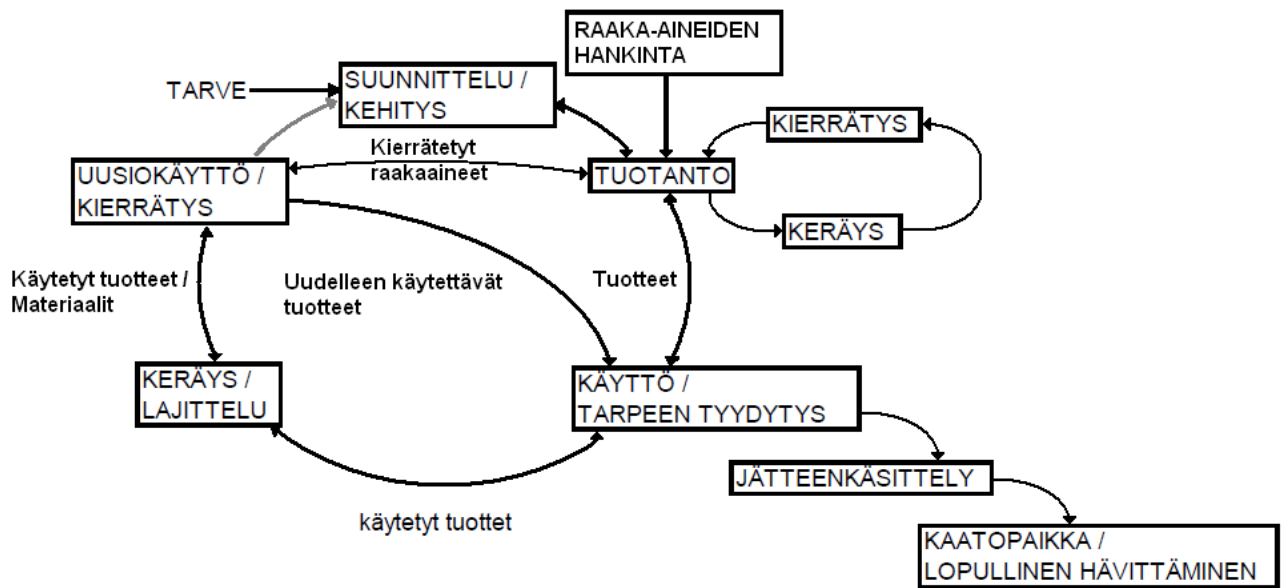 RAAKA-AINEIDEN
HANKINTA
TARVE
SUUNNITTELU /
KEHITYS
KIERRÄTYS
Kierrätetyt
raakaaineet
UUSIOKÄYTTÖ /
KIERRÄTYS
TUOTANTO
KERÄYS
Käytetyt tuotteet /
Materiaalit
Uudelleen käytettävät
tuotteet
Tuotteet
KERÄYS /
LAJITTELU
KÄYTTÖ /
TARPEEN TYYDYTYS
JÄTTEENKÄSITTELY
käytetyt tuottet
KAATOPAIKKA /
LOPULLINEN HÄVITTÄMINEN